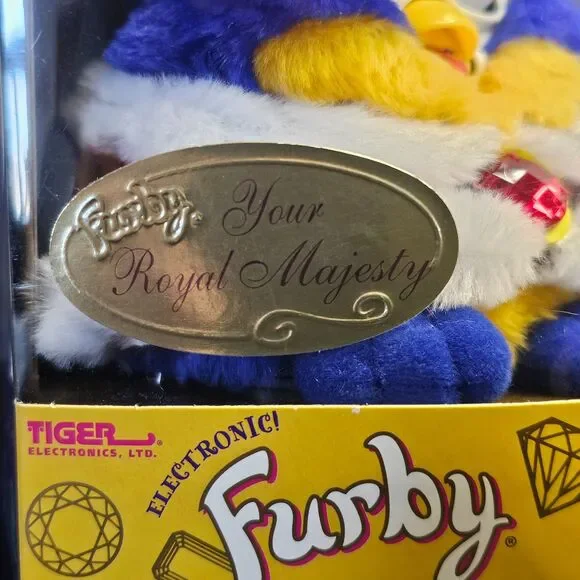 Furby®
Your
Royal Majesty
TIGER®
ELECTRONICS, LTD.
ELECTRONIC!
Furby®